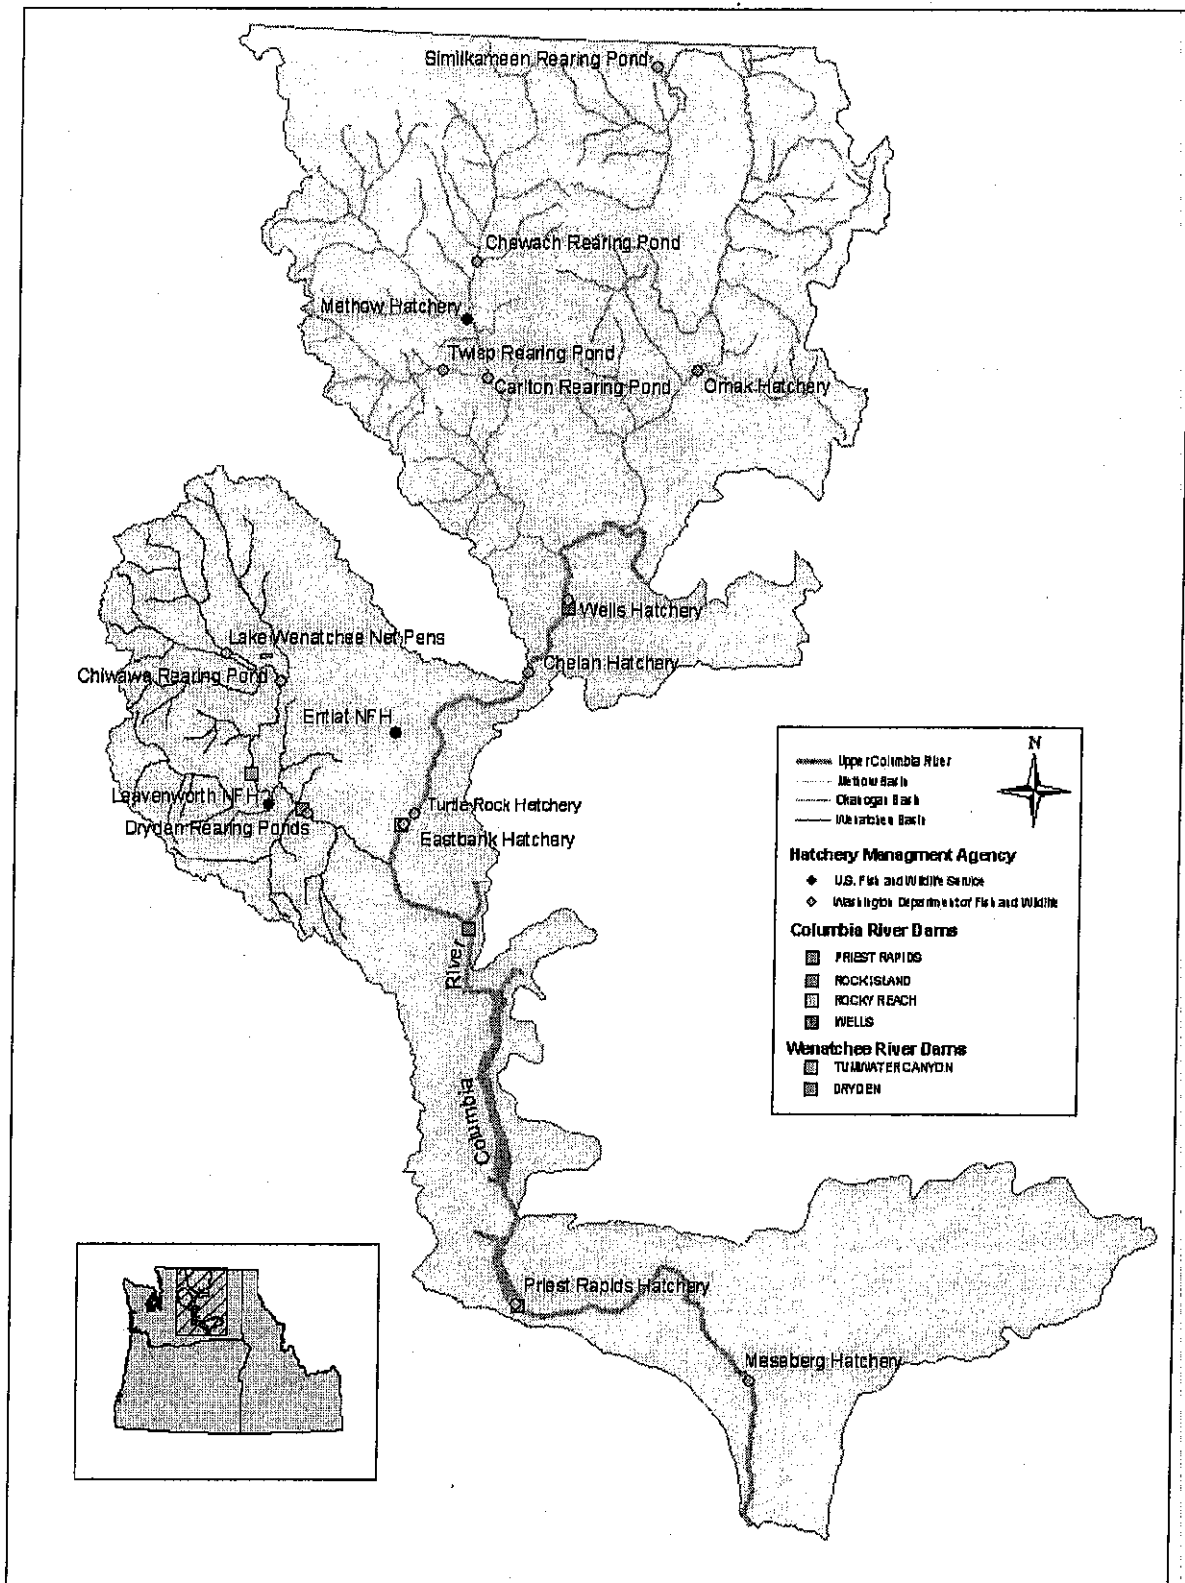 Similkameen Rearing Pond
Chewach Rearing Pond
Methow Hatchery
Twisp Rearing Pond
Carlton Rearing Pond
Omak Hatchery
Wells Hatchery
Lake Wenatchee Net Pens
Chelan Hatchery
Chiwawa Rearing Pond
Entiat NFH
Leavenworth NFH
Dryden Rearing Ponds
Turtle Rock Hatchery
Eastbank Hatchery
Columbia River
Priest Rapids Hatchery
Meseberg Hatchery
N
Upper Columbia River
Methow Basin
Okanogan Basin
Wenatchee Basin
Hatchery Managment Agency
U.S. Fish and Wildlife Service
Washington Department of Fish and Wildlife
Columbia River Dams
PRIEST RAPIDS
ROCK ISLAND
ROCKY REACH
WELLS
Wenatchee River Dams
TUMWATER CANYON
DRYDEN